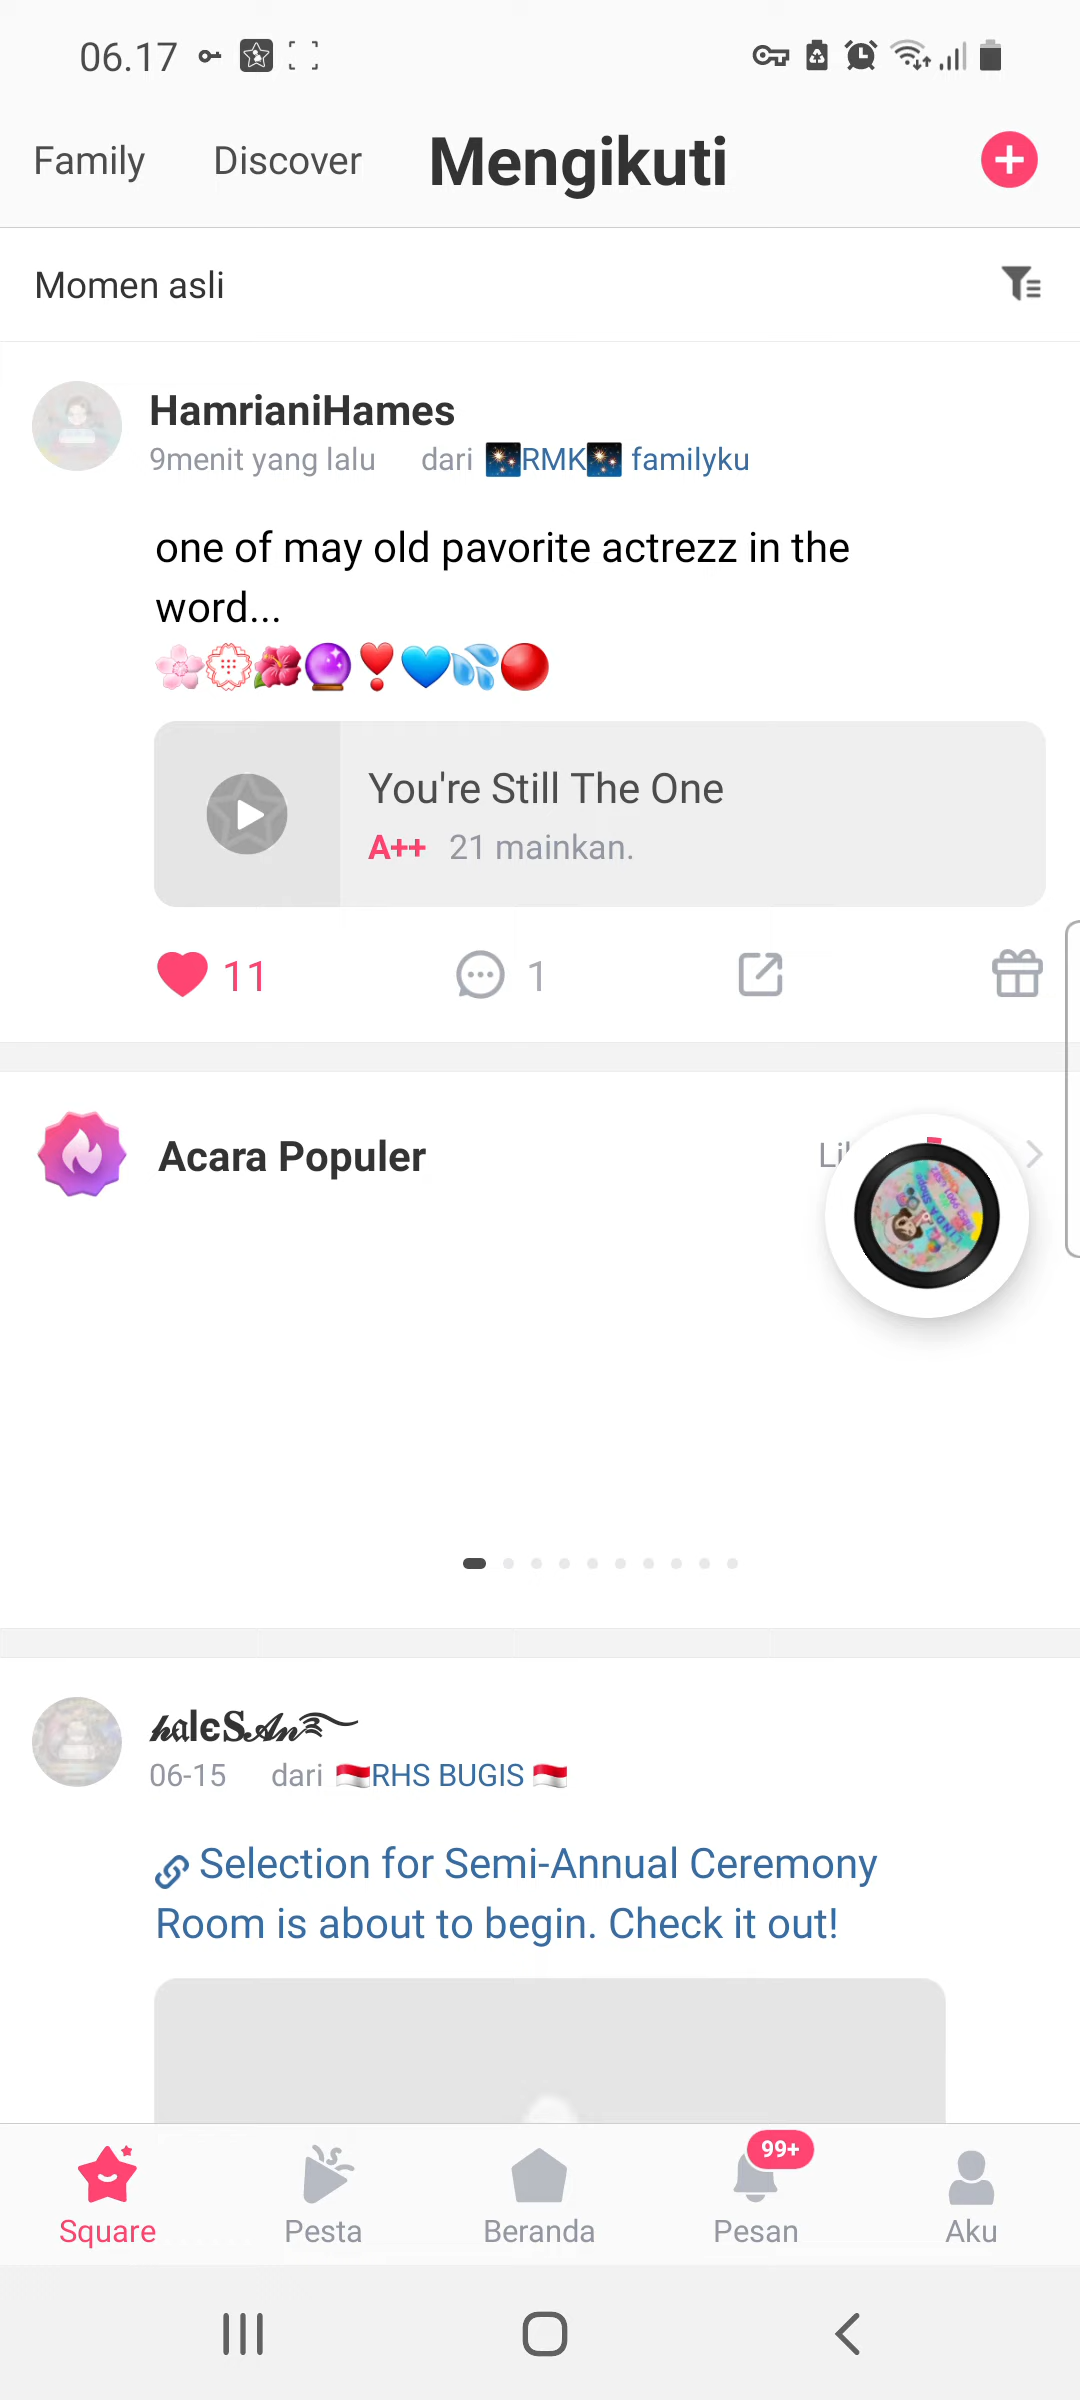 06.17
Family Discover Mengikuti
Momen asli
HamrianiHames
9menit yang lalu dari 🎇RMK🎇 familyku
one of may old pavorite actrezz in the
word...
🌸💮🌺🔮❣💙💦🔴
You're Still The One
A++ 21 mainkan.
11 1
Acara Populer
𝓱𝖆lєS𝓐𝓷
06-15 dari 🇮🇩RHS BUGIS 🇮🇩
🔗 Selection for Semi-Annual Ceremony
Room is about to begin. Check it out!
99+
Square Pesta Beranda Pesan Aku